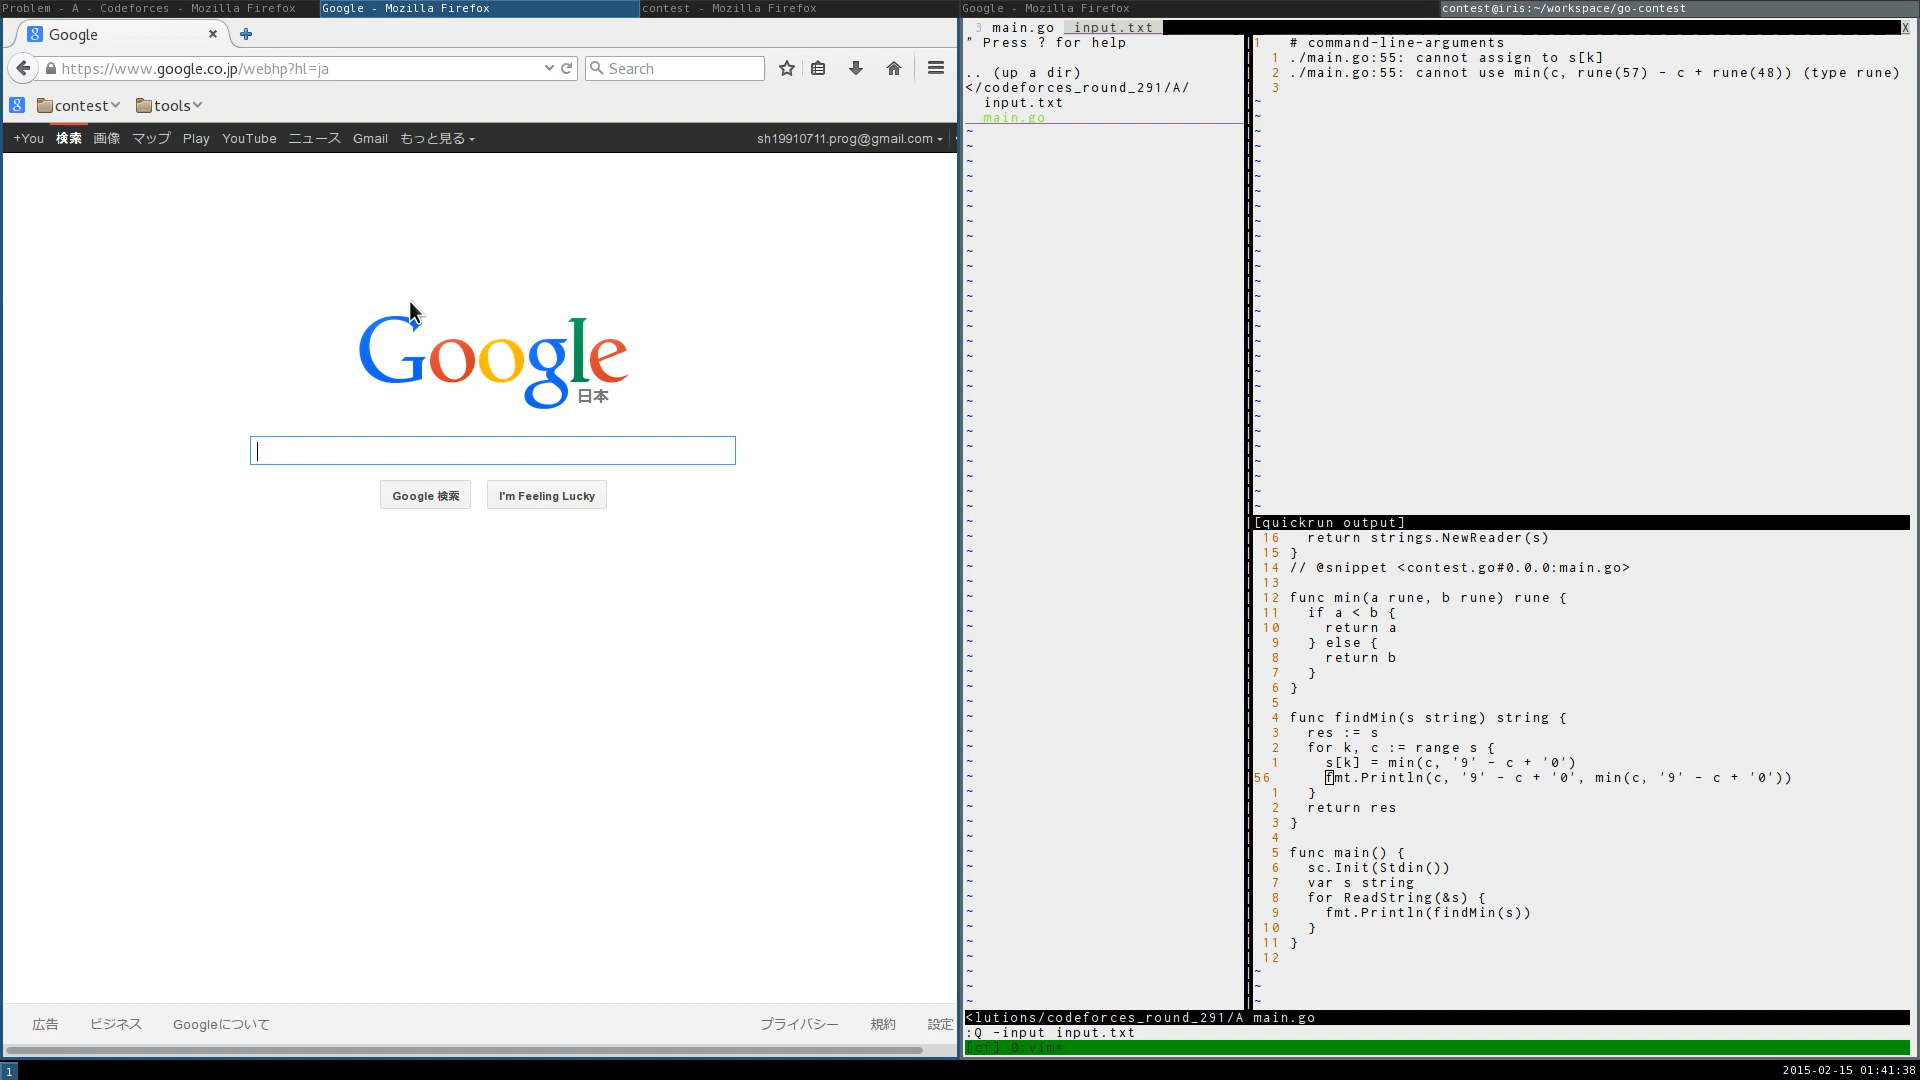 Problem - A - Codeforces - Mozilla Firefox
Google - Mozilla Firefox
contest - Mozilla Firefox
Google - Mozilla Firefox
contest@iris:~/workspace/go-contest
Google
https://www.google.co.jp/webhp?hl=ja
Search
contest
tools
+You 検索 画像 マップ Play YouTube ニュース Gmail もっと見る
sh19910711.prog@gmail.com
Google
日本
Google 検索
I'm Feeling Lucky
広告 ビジネス Googleについて
プライバシー 規約 設定
3 main.go input.txt X
" Press ? for help
.. (up a dir)
</codeforces_round_291/A/
input.txt
main.go
1 # command-line-arguments
1 ./main.go:55: cannot assign to s[k]
2 ./main.go:55: cannot use min(c, rune(57) - c + rune(48)) (type rune)
3
[quickrun output]
16 return strings.NewReader(s)
15 }
14 // @snippet <contest.go#0.0.0:main.go>
13
12 func min(a rune, b rune) rune {
11 if a < b {
10 return a
9 } else {
8 return b
7 }
6 }
5
4 func findMin(s string) string {
3 res := s
2 for k, c := range s {
1 s[k] = min(c, '9' - c + '0')
56 fmt.Println(c, '9' - c + '0', min(c, '9' - c + '0'))
1 }
2 return res
3 }
4
5 func main() {
6 sc.Init(Stdin())
7 var s string
8 for ReadString(&s) {
9 fmt.Println(findMin(s))
10 }
11 }
12
<lutions/codeforces_round_291/A main.go
:Q -input input.txt
[cf] 0:vim*
1
2015-02-15 01:41:38